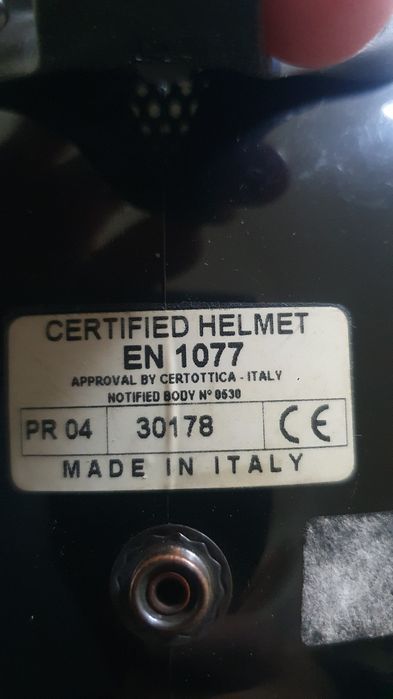 CERTIFIED HELMET
EN 1077
APPROVAL BY CERTOTTICA - ITALY
NOTIFIED BODY Nº 0530
PR 04 30178 CE
MADE IN ITALY